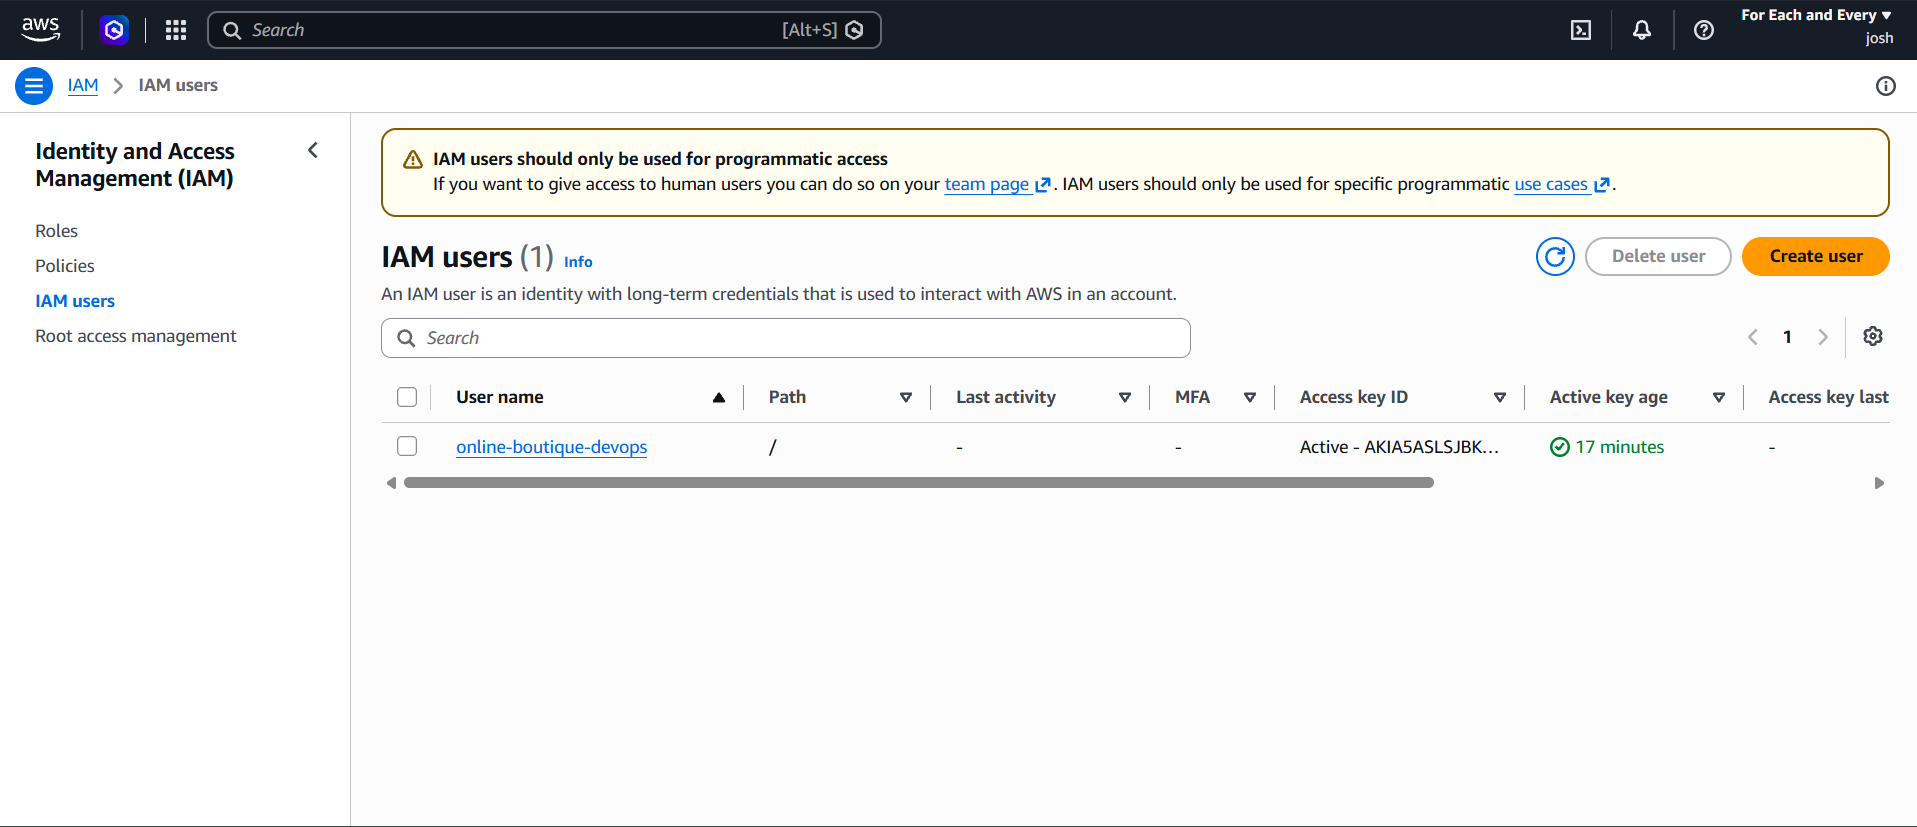 aws
Search [Alt+S]
For Each and Every
josh
IAM > IAM users
Identity and Access
Management (IAM)
Roles
Policies
IAM users
Root access management
IAM users should only be used for programmatic access
If you want to give access to human users you can do so on your team page. IAM users should only be used for specific programmatic use cases.
IAM users (1) Info
Delete user
Create user
An IAM user is an identity with long-term credentials that is used to interact with AWS in an account.
Search
1
User name Path Last activity MFA Access key ID Active key age Access key last
online-boutique-devops / - - Active - AKIA5ASLSJBK... 17 minutes -